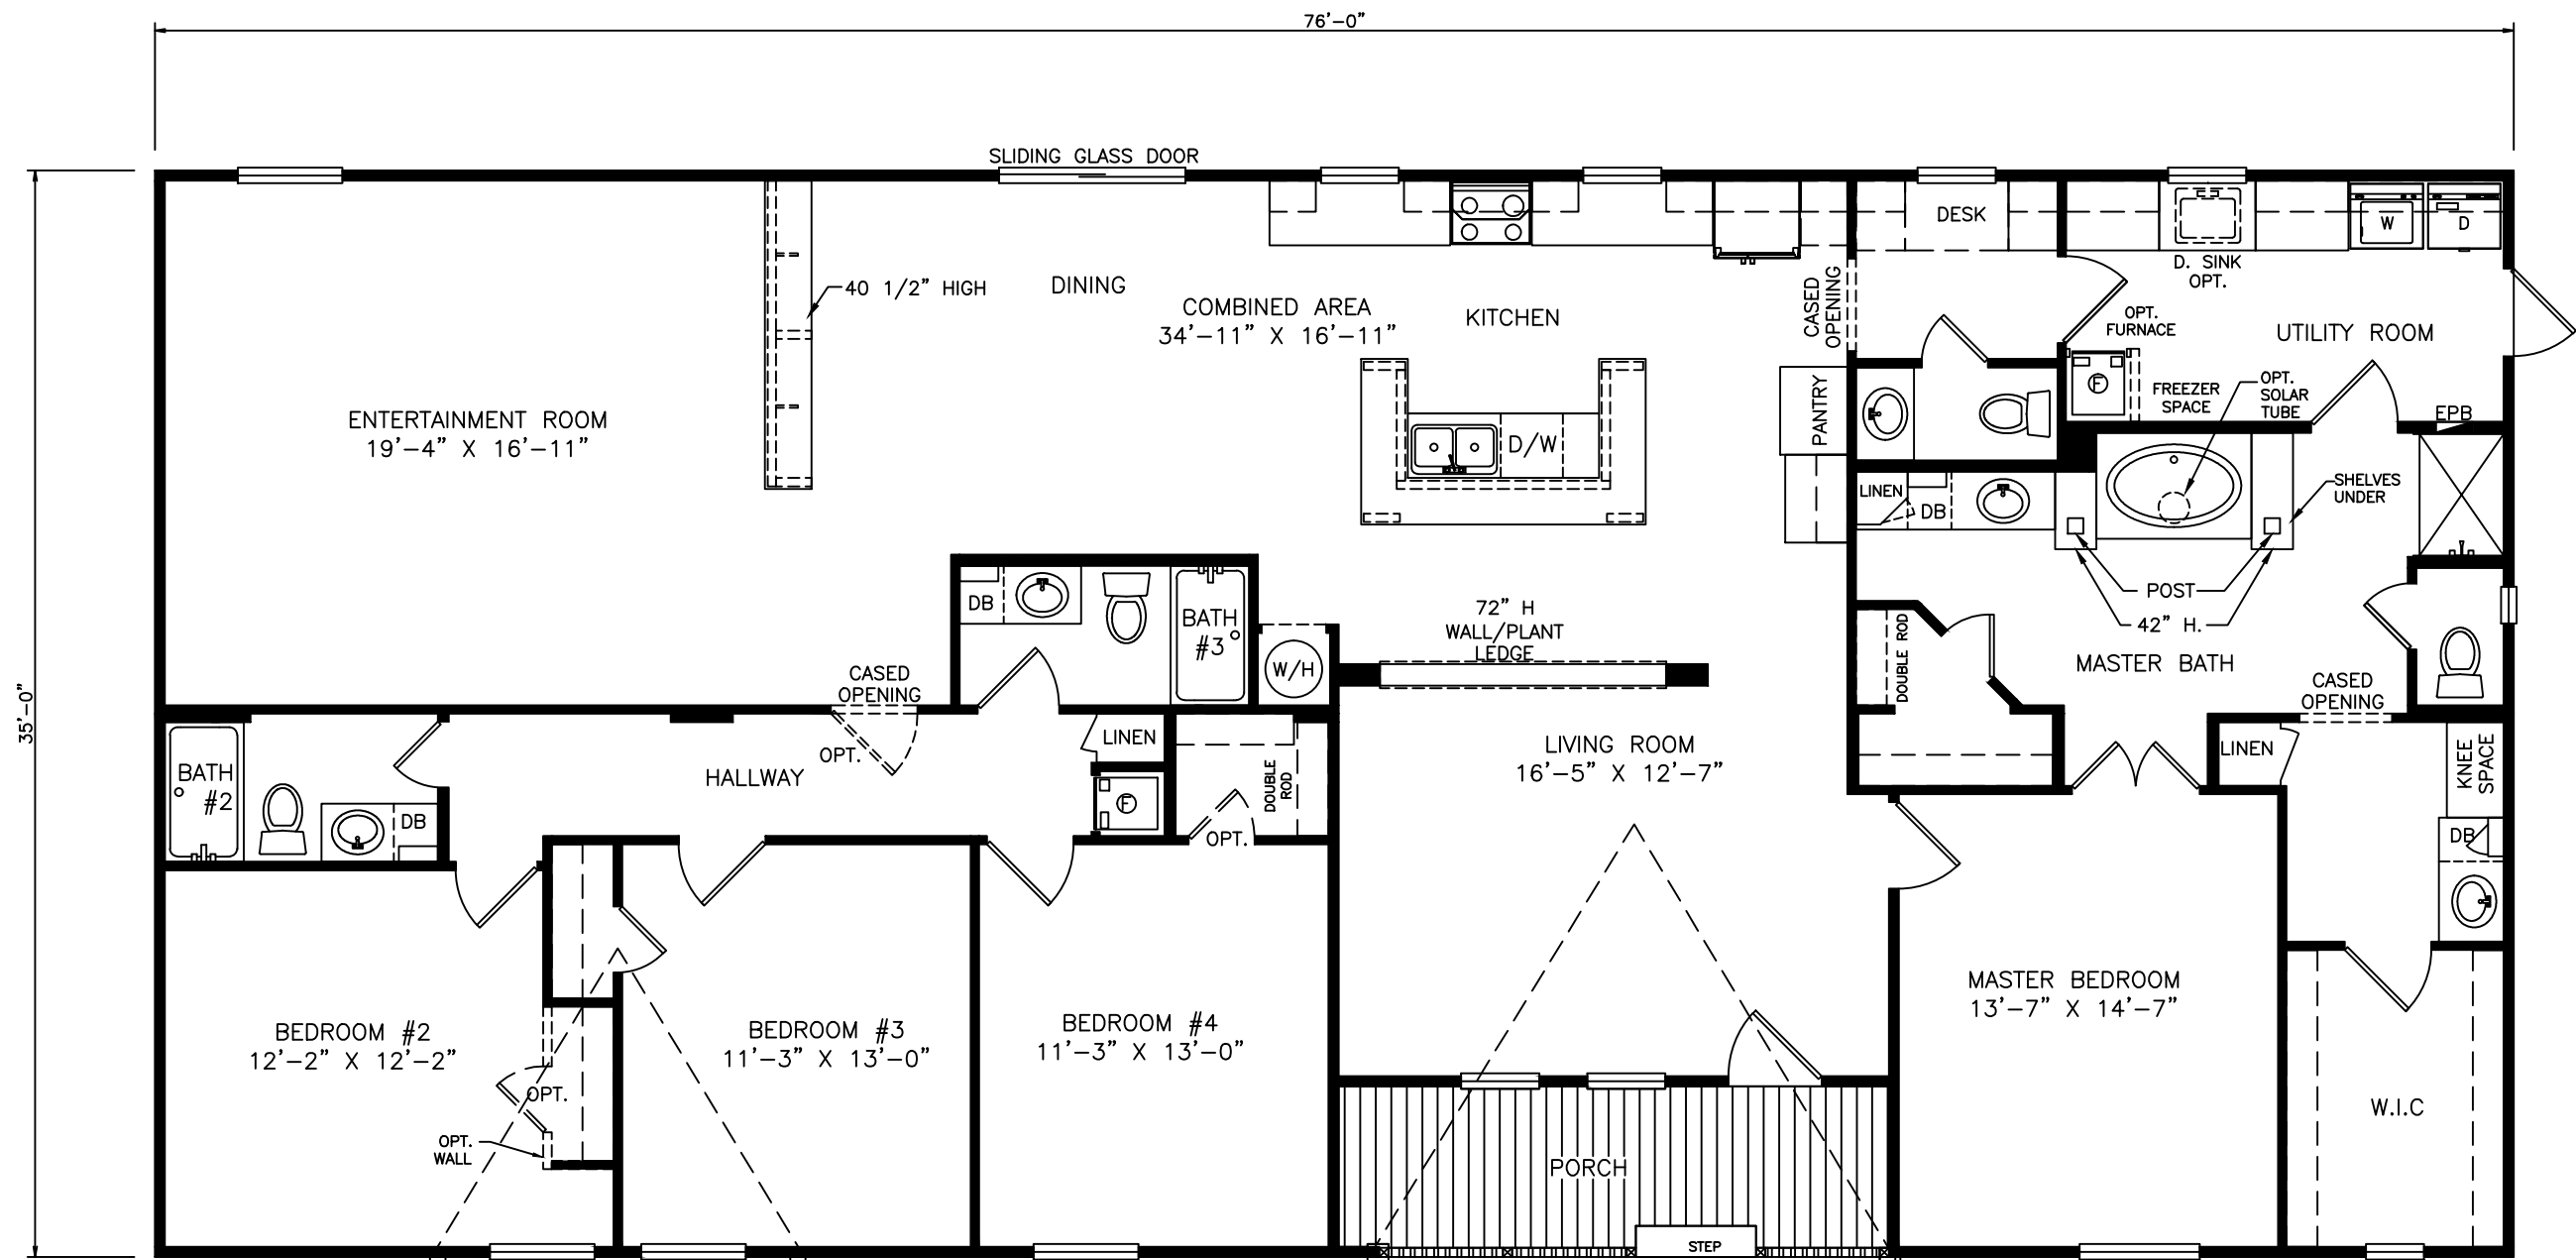 76'-0"
SLIDING GLASS DOOR
35'-0"
ENTERTAINMENT ROOM
19'-4" X 16'-11"
40 1/2" HIGH
DINING
COMBINED AREA
34'-11" X 16'-11"
KITCHEN
D/W
CASED
OPENING
PANTRY
DESK
W
D
D. SINK
OPT.
OPT.
FURNACE
F
UTILITY ROOM
FREEZER
SPACE
OPT.
SOLAR
TUBE
EPB
LINEN
DB
SHELVES
UNDER
POST
42" H.
DOUBLE ROD
MASTER BATH
CASED
OPENING
LINEN
KNEE
SPACE
DB
DB
BATH
#3
W/H
72" H
WALL/PLANT
LEDGE
CASED
OPENING
OPT.
BATH
#2
DB
HALLWAY
LINEN
F
DOUBLE
ROD
OPT.
LIVING ROOM
16'-5" X 12'-7"
BEDROOM #2
12'-2" X 12'-2"
OPT.
OPT.
WALL
BEDROOM #3
11'-3" X 13'-0"
BEDROOM #4
11'-3" X 13'-0"
MASTER BEDROOM
13'-7" X 14'-7"
W.I.C
PORCH
STEP